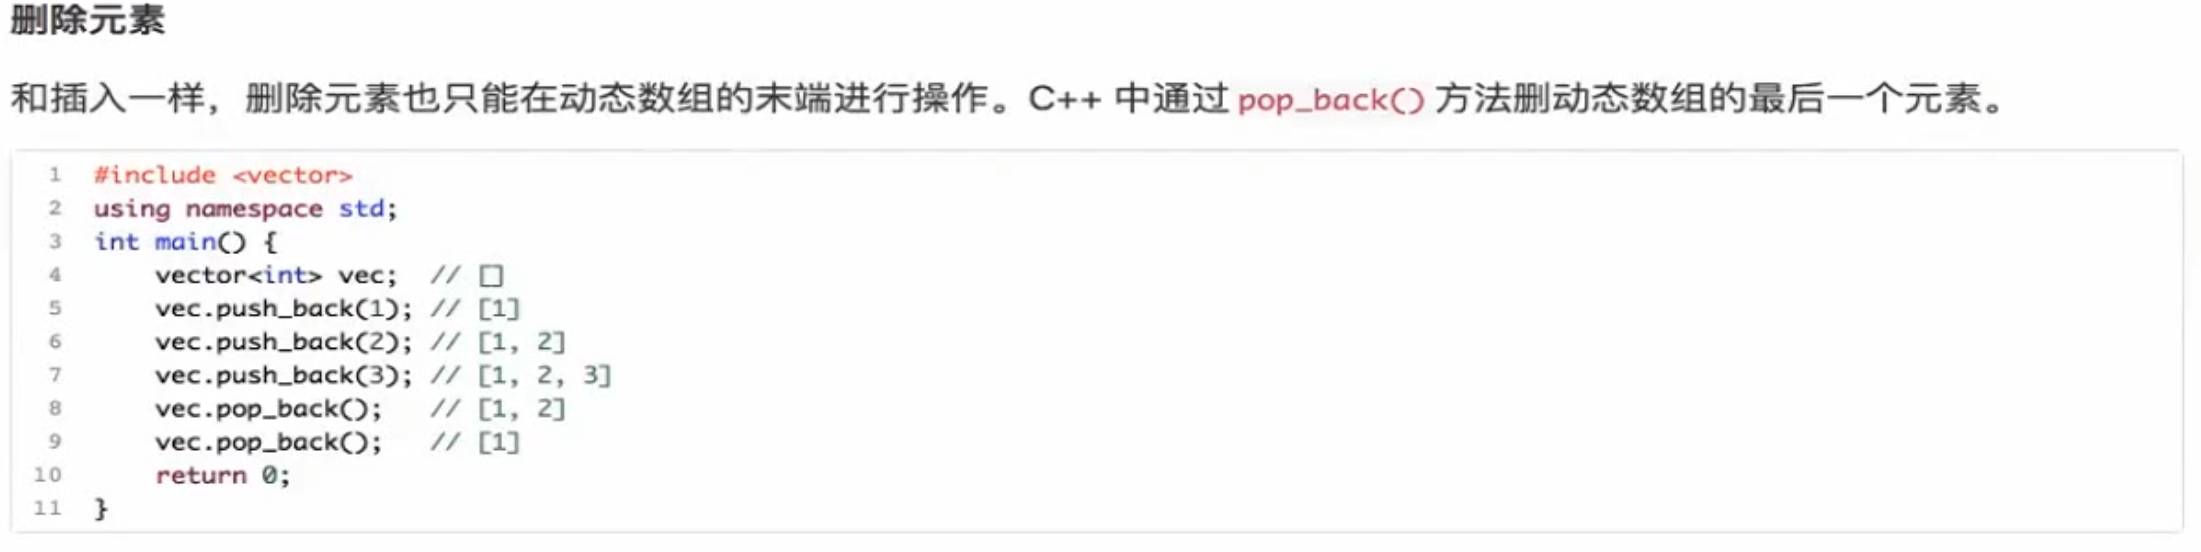 删除元素
和插入一样，删除元素也只能在动态数组的末端进行操作。C++ 中通过 pop_back() 方法删动态数组的最后一个元素。
1 #include <vector>
2 using namespace std;
3 int main() {
4     vector<int> vec;  // []
5     vec.push_back(1); // [1]
6     vec.push_back(2); // [1, 2]
7     vec.push_back(3); // [1, 2, 3]
8     vec.pop_back();   // [1, 2]
9     vec.pop_back();   // [1]
10     return 0;
11 }